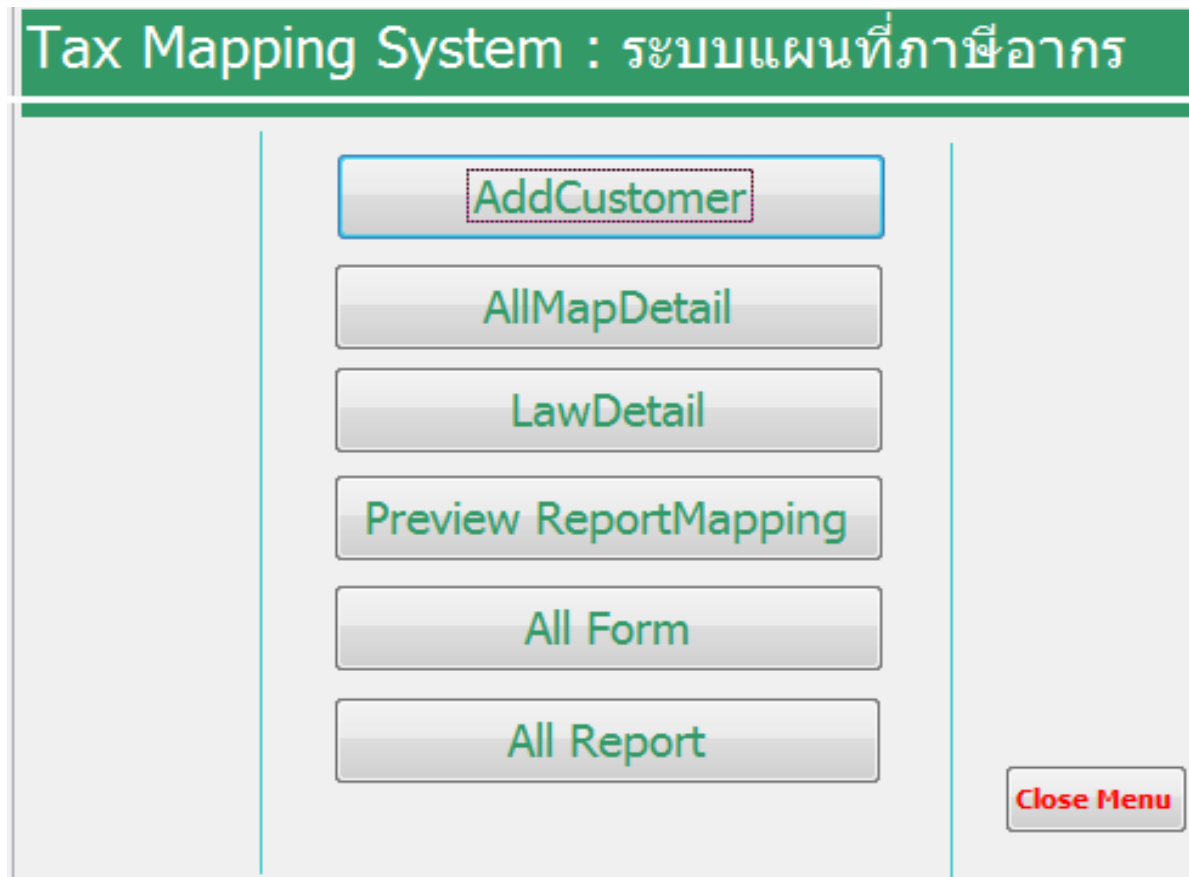 Tax Mapping System : ระบบแผนที่ภาษีอากร
AddCustomer
AllMapDetail
LawDetail
Preview ReportMapping
All Form
All Report
Close Menu